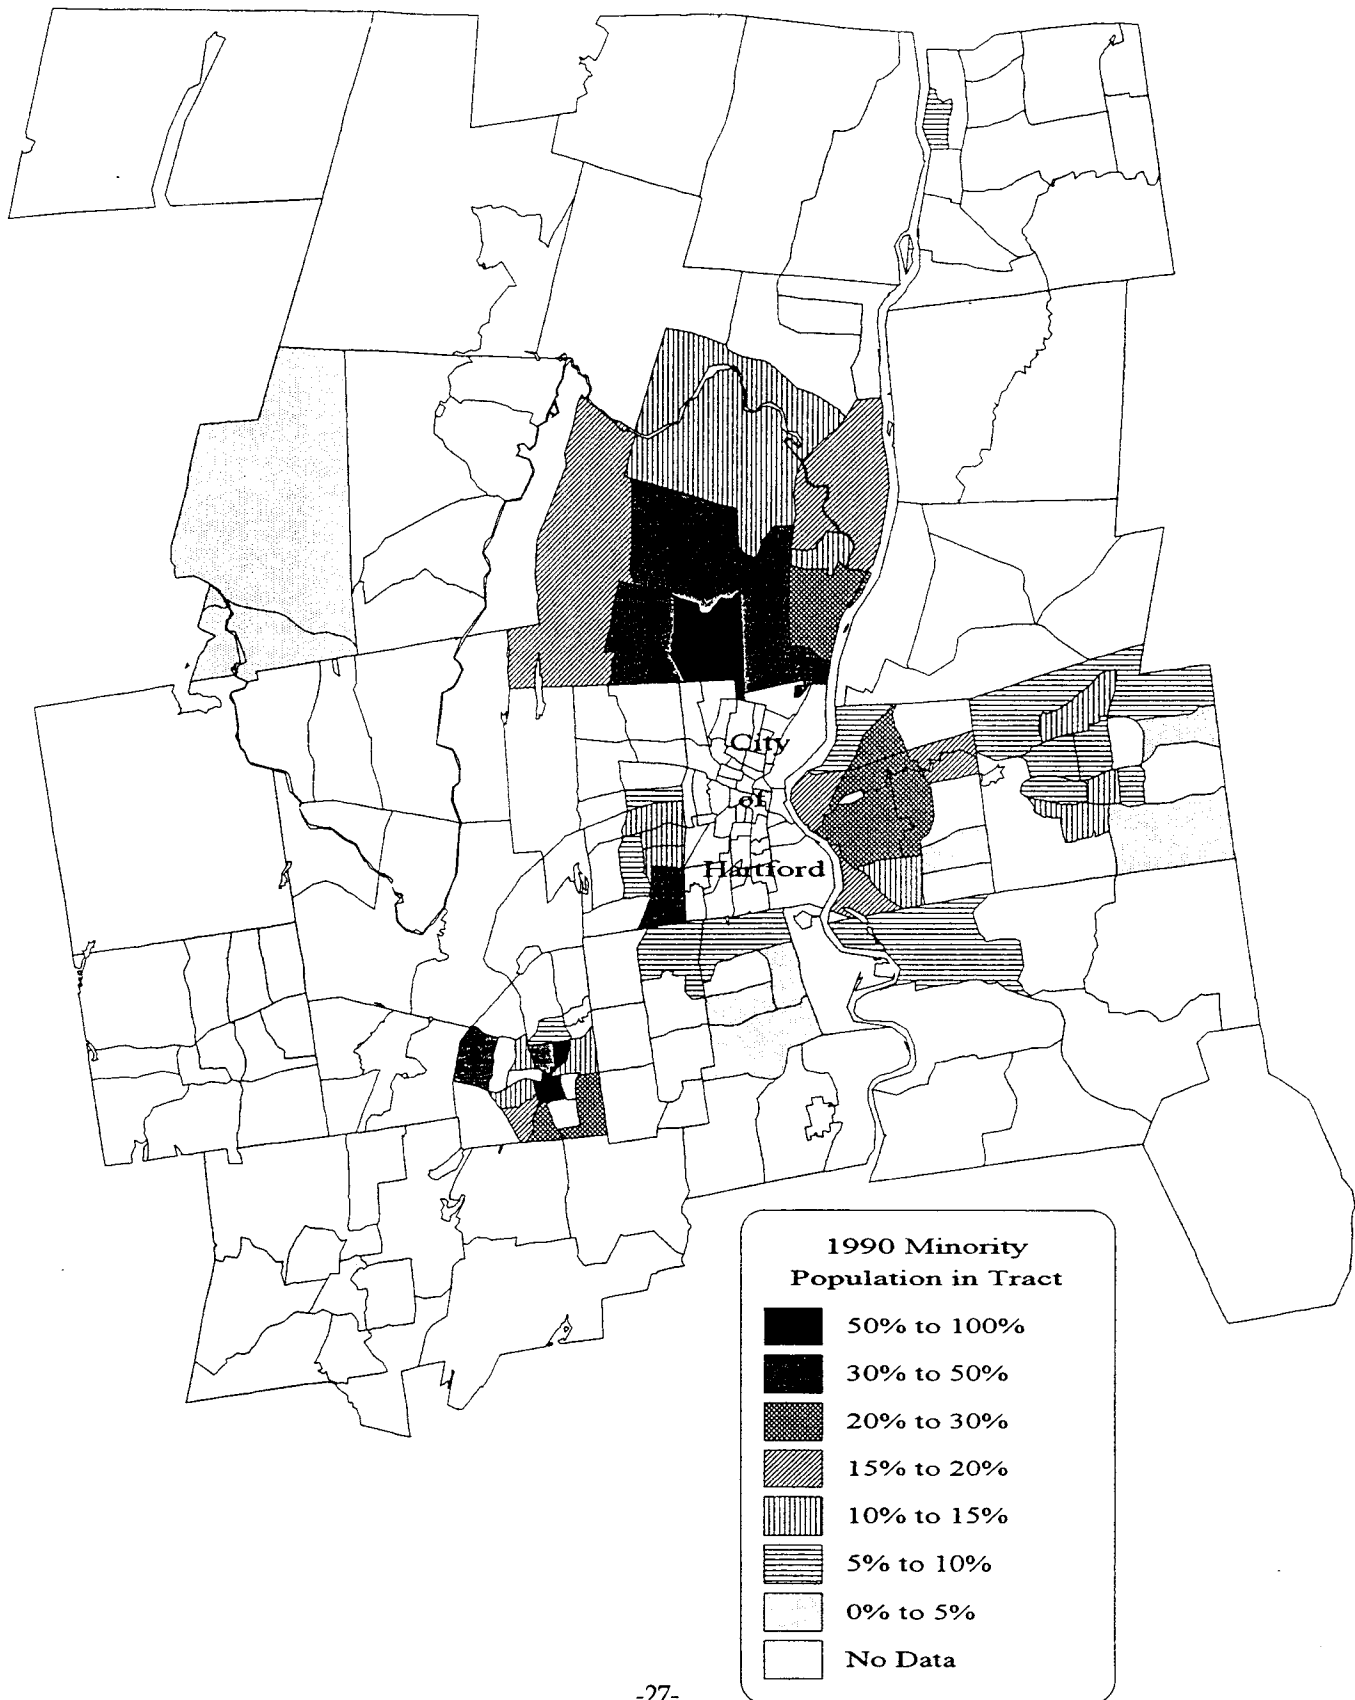 City
of
Hartford
1990 Minority
Population in Tract
50% to 100%
30% to 50%
20% to 30%
15% to 20%
10% to 15%
5% to 10%
0% to 5%
No Data
-27-